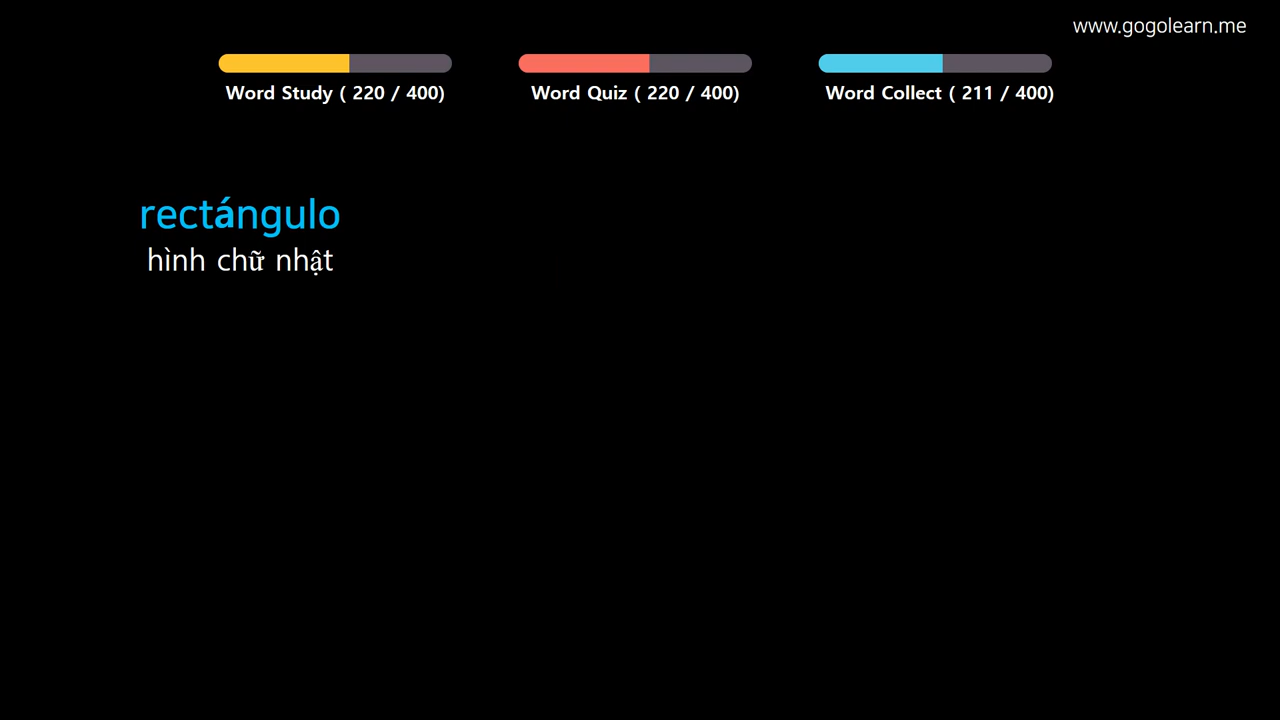 www.gogolearn.me
Word Study ( 220 / 400)
Word Quiz ( 220 / 400)
Word Collect ( 211 / 400)
rectángulo
hình chữ nhật